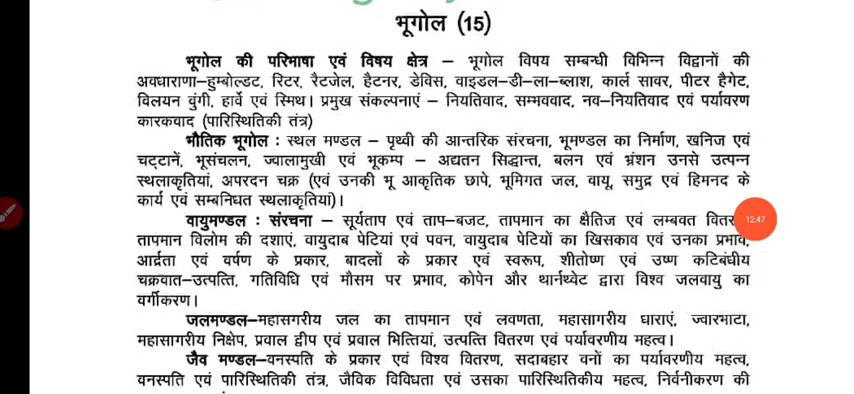 भूगोल (15)
भूगोल की परिभाषा एवं विषय क्षेत्र – भूगोल विषय सम्बन्धी विभिन्न विद्वानों की
अवधाराणा–हुम्बोल्डट, रिटर, रैटजेल, हैटनर, डेविस, वाइडल–डी–ला–ब्लाश, कार्ल सावर, पीटर हैगेट,
विलयन वुंगी, हार्वे एवं स्मिथ। प्रमुख संकल्पनाएं – नियतिवाद, सम्भववाद, नव–नियतिवाद एवं पर्यावरण
कारकवाद (पारिस्थितिकी तंत्र)
भौतिक भूगोल : स्थल मण्डल – पृथ्वी की आन्तरिक संरचना, भूमण्डल का निर्माण, खनिज एवं
चट्टानें, भूसंचलन, ज्वालामुखी एवं भूकम्प – अद्यतन सिद्धान्त, बलन एवं भ्रंशन उनसे उत्पन्न
स्थलाकृतियां, अपरदन चक्र (एवं उनकी भू आकृतिक छापे, भूमिगत जल, वायू, समुद्र एवं हिमनद के
कार्य एवं सम्बनिधत स्थलाकृतियां)।
वायुमण्डल : संरचना – सूर्यताप एवं ताप–बजट, तापमान का क्षैतिज एवं लम्बवत
12:47
तापमान विलोम की दशाएं, वायुदाब पेटियां एवं पवन, वायुदाब पेटियों का खिसकाव एवं उनका प्रभाव,
आर्द्रता एवं वर्पण के प्रकार, बादलों के प्रकार एवं स्वरूप, शीतोष्ण एवं उष्ण कटिबंधीय
चक्रवात–उत्पत्ति, गतिविधि एवं मौसम पर प्रभाव, कोपेन और थार्नथ्वेट द्वारा विश्व जलवायु का
वर्गीकरण।
जलमण्डल–महासगरीय जल का तापमान एवं लवणता, महासागरीय धाराएं, ज्वारभाटा,
महासागरीय निक्षेप, प्रवाल द्वीप एवं प्रवाल भित्तियां, उत्पत्ति वितरण एवं पर्यावरणीय महत्व।
जैव मण्डल–वनस्पति के प्रकार एवं विश्व वितरण, सदाबहार वनों का पर्यावरणीय महत्व,
वनस्पति एवं पारिस्थितिकी तंत्र, जैविक विविधता एवं उसका पारिस्थितिकीय महत्व, निर्वनीकरण की